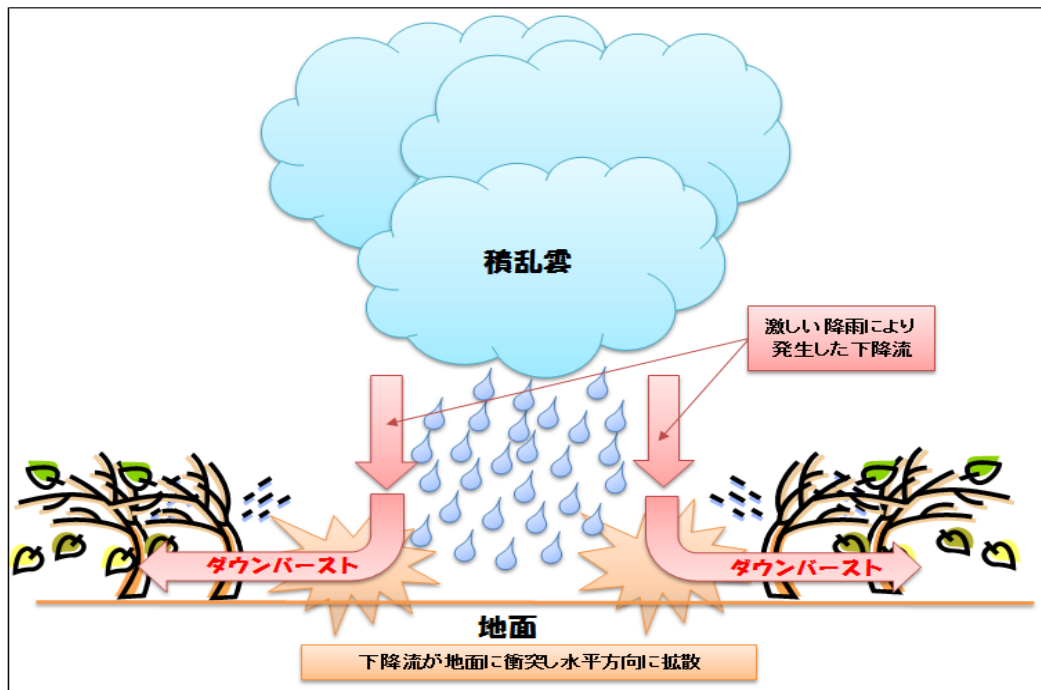 積乱雲
激しい降雨により
発生した下降流
ダウンバースト
ダウンバースト
地面
下降流が地面に衝突し水平方向に拡散